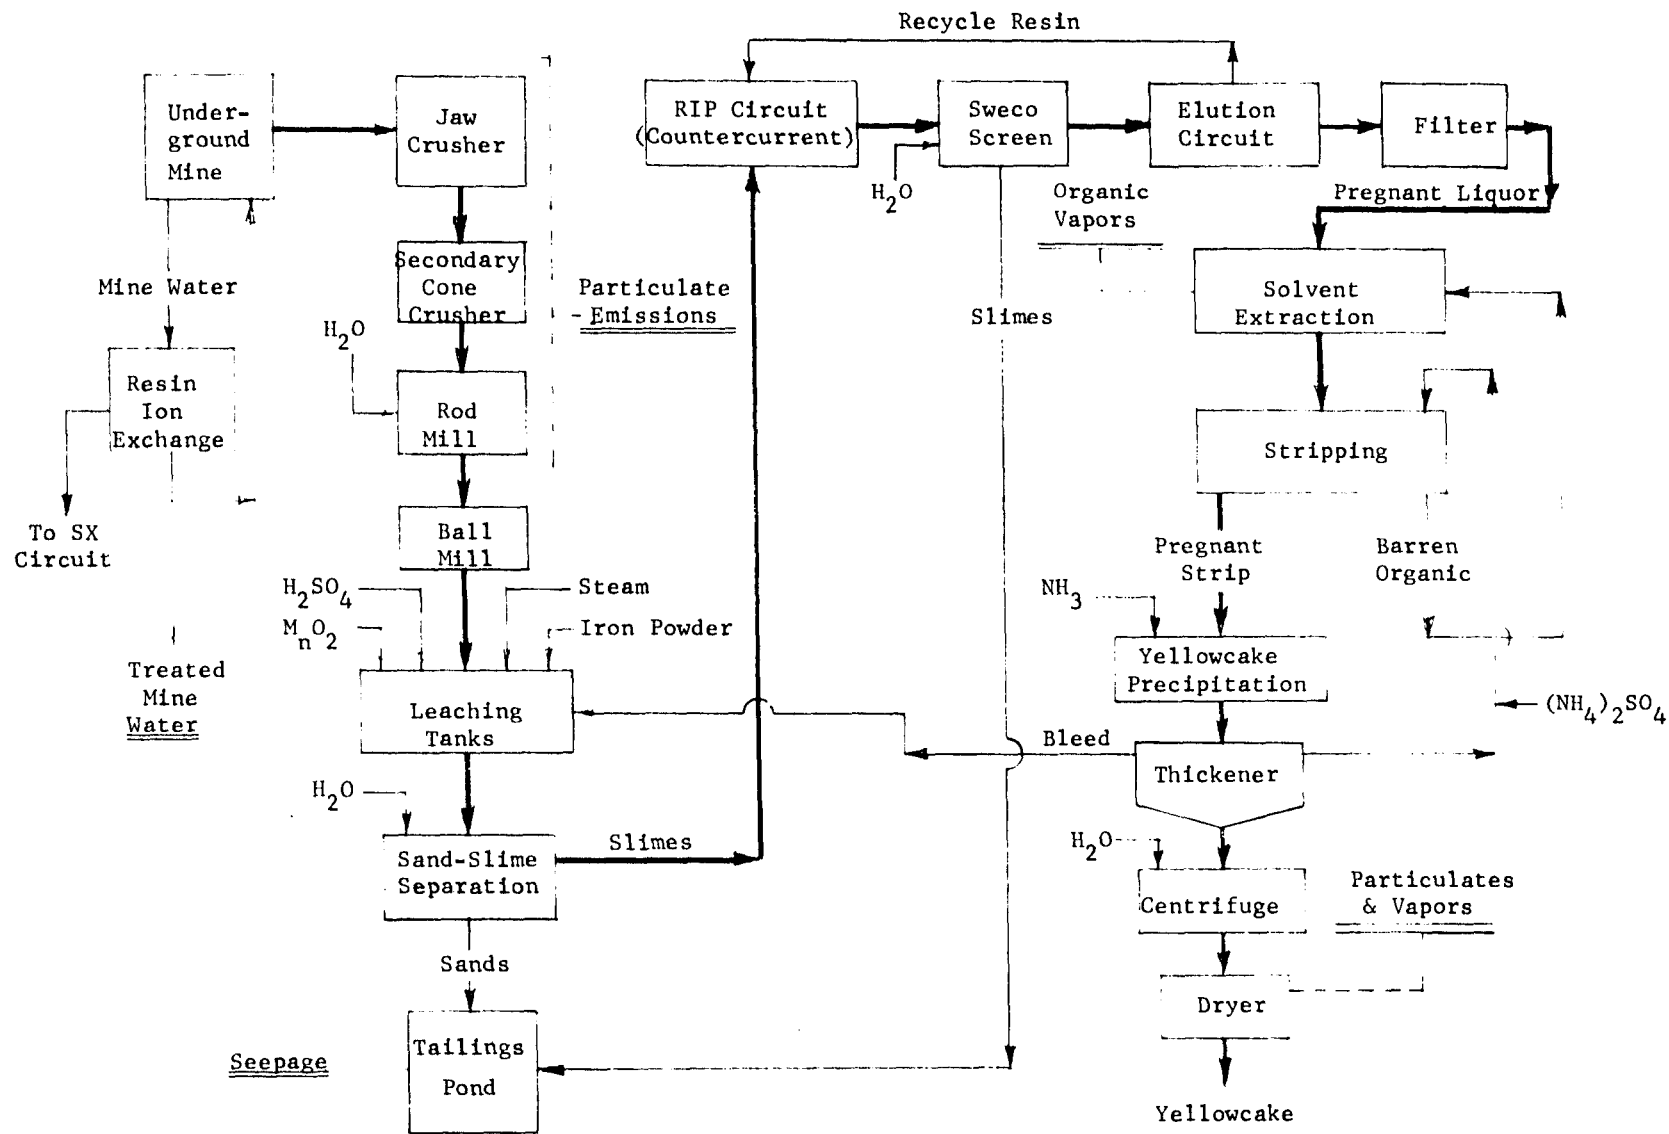 Recycle Resin
Under-
ground
Mine
Jaw
Crusher
RIP Circuit
(Countercurrent)
Sweco
Screen
Elution
Circuit
Filter
H2O
Organic
Vapors
Pregnant Liquor
Secondary
Cone
Crusher
Mine Water
Particulate
Emissions
Slimes
Solvent
Extraction
H2O
Resin
Ion
Exchange
Rod
Mill
Stripping
To SX
Circuit
Ball
Mill
Pregnant
Strip
Barren
Organic
H2SO4
Steam
NH3
MnO2
Iron Powder
Treated
Mine
Water
Yellowcake
Precipitation
Leaching
Tanks
(NH4)2SO4
Bleed
Thickener
H2O
Slimes
H2O
Sand-Slime
Separation
Centrifuge
Particulates
& Vapors
Sands
Dryer
Seepage
Tailings
Pond
Yellowcake